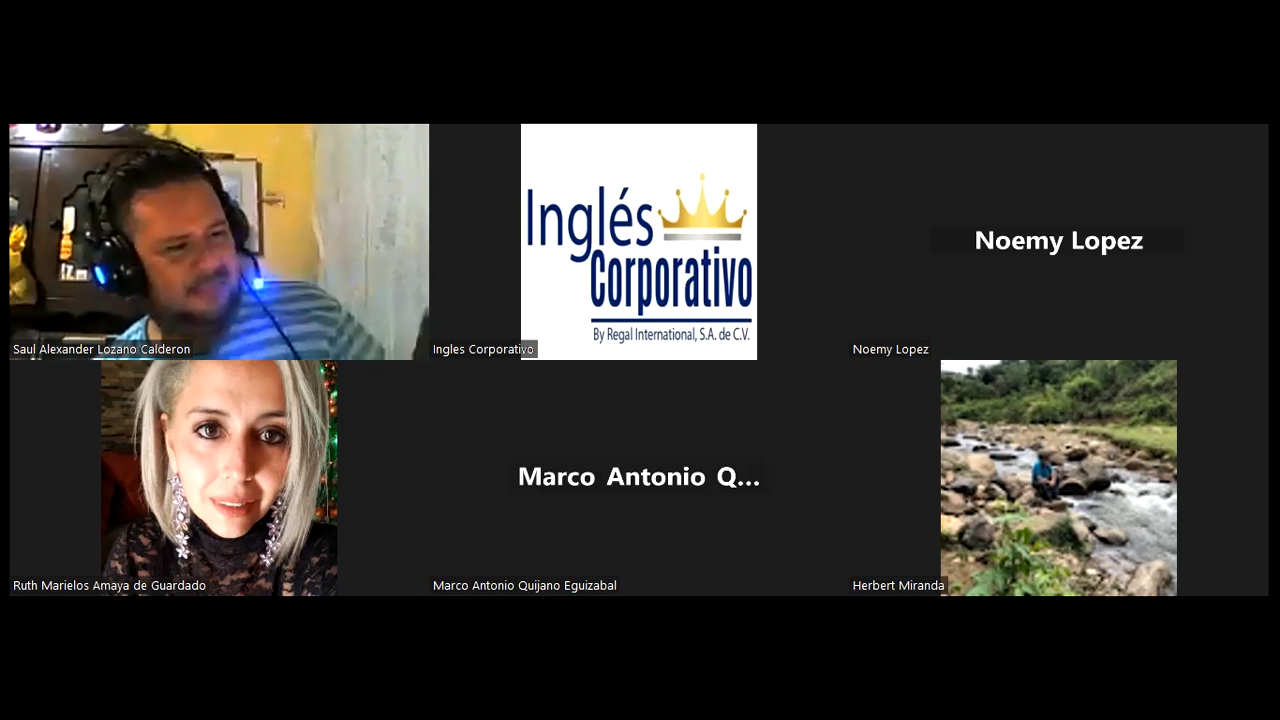 Inglés
Corporativo
By Regal International, S.A. de C.V.
Noemy Lopez
Saul Alexander Lozano Calderon
Ingles Corporativo
Noemy Lopez
Marco Antonio Q...
Ruth Marielos Amaya de Guardado
Marco Antonio Quijano Eguizabal
Herbert Miranda